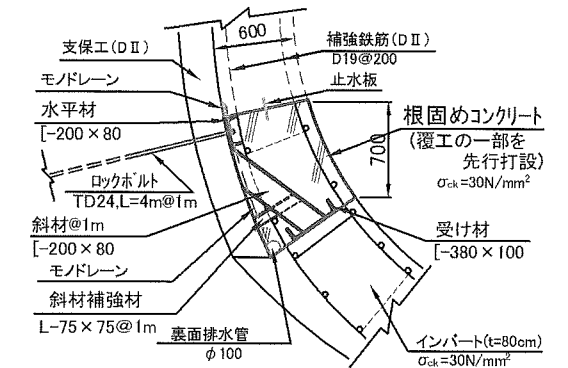 600
支保工(DⅡ)
補強鉄筋(DⅡ)
D19@200
モノドレーン
止水板
水平材
[-200×80
根固めコンクリート
(覆工の一部を
先行打設)
σck=30N/mm²
700
ロックボルト
TD24,L=4m@1m
斜材@1m
[-200×80
受け材
[-380×100
モノドレーン
斜材補強材
L-75×75@1m
裏面排水管
φ100
インバート(t=80cm)
σck=30N/mm²